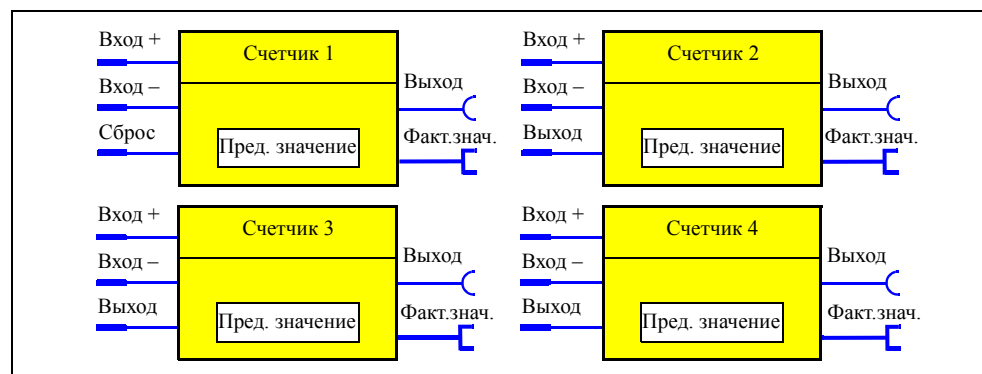 Вход +
Счетчик 1
Вход –
Выход
Сброс
Пред. значение
Факт.знач.
Вход +
Счетчик 2
Вход –
Выход
Выход
Пред. значение
Факт.знач.
Вход +
Счетчик 3
Вход –
Выход
Выход
Пред. значение
Факт.знач.
Вход +
Счетчик 4
Вход –
Выход
Выход
Пред. значение
Факт.знач.